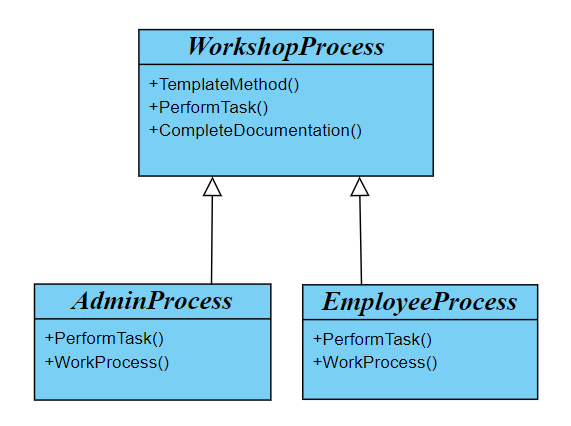 WorkshopProcess
+TemplateMethod()
+PerformTask()
+CompleteDocumentation()
AdminProcess
+PerformTask()
+WorkProcess()
EmployeeProcess
+PerformTask()
+WorkProcess()